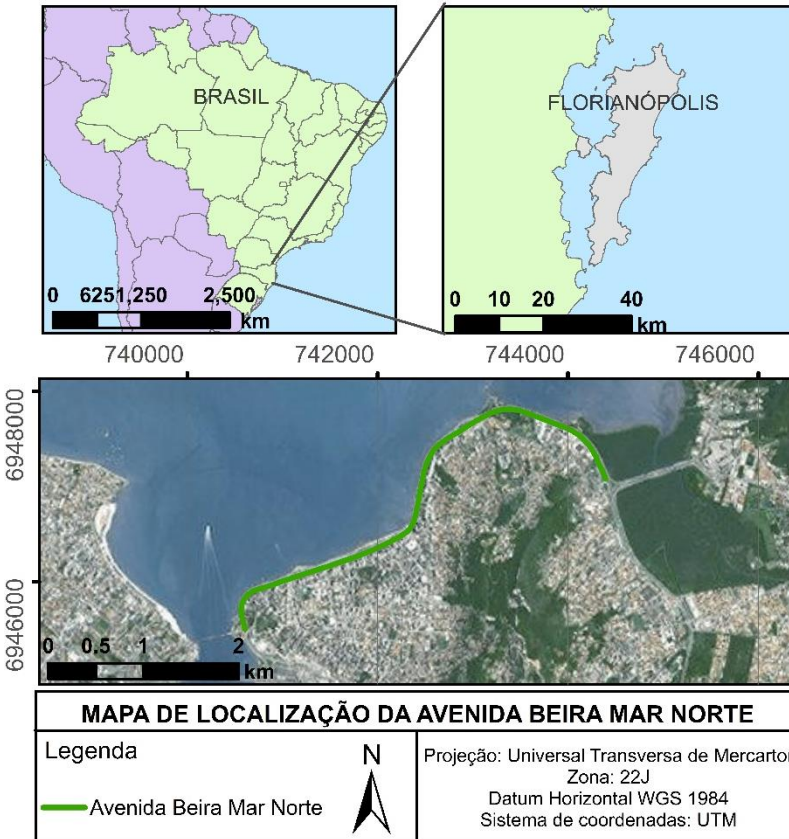 BRASIL
FLORIANÓPOLIS
0 6251,250 2,500
km
0 10 20 40
km
740000 742000 744000 746000
6948000
6946000
0 0.5 1 2
km
MAPA DE LOCALIZAÇÃO DA AVENIDA BEIRA MAR NORTE
Legenda
N
Avenida Beira Mar Norte
Projeção: Universal Transversa de Mercartor
Zona: 22J
Datum Horizontal WGS 1984
Sistema de coordenadas: UTM